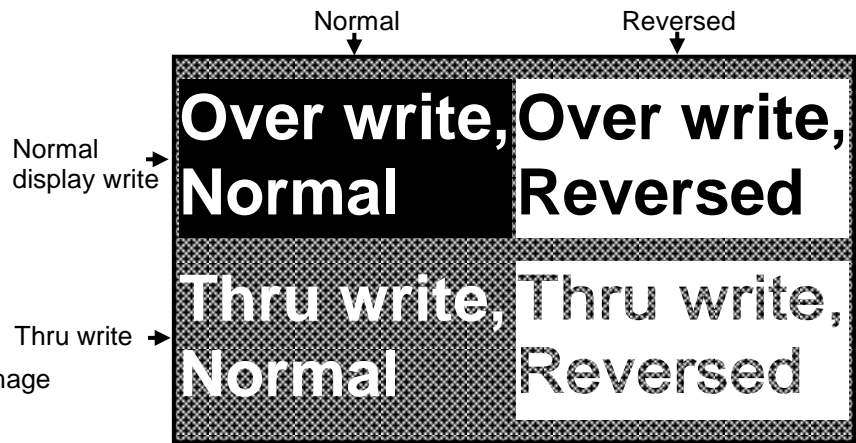 Normal Reversed
Over write, Over write,
Normal Reversed
Normal
display write
Thru write, Thru write,
Normal Reversed
Thru write